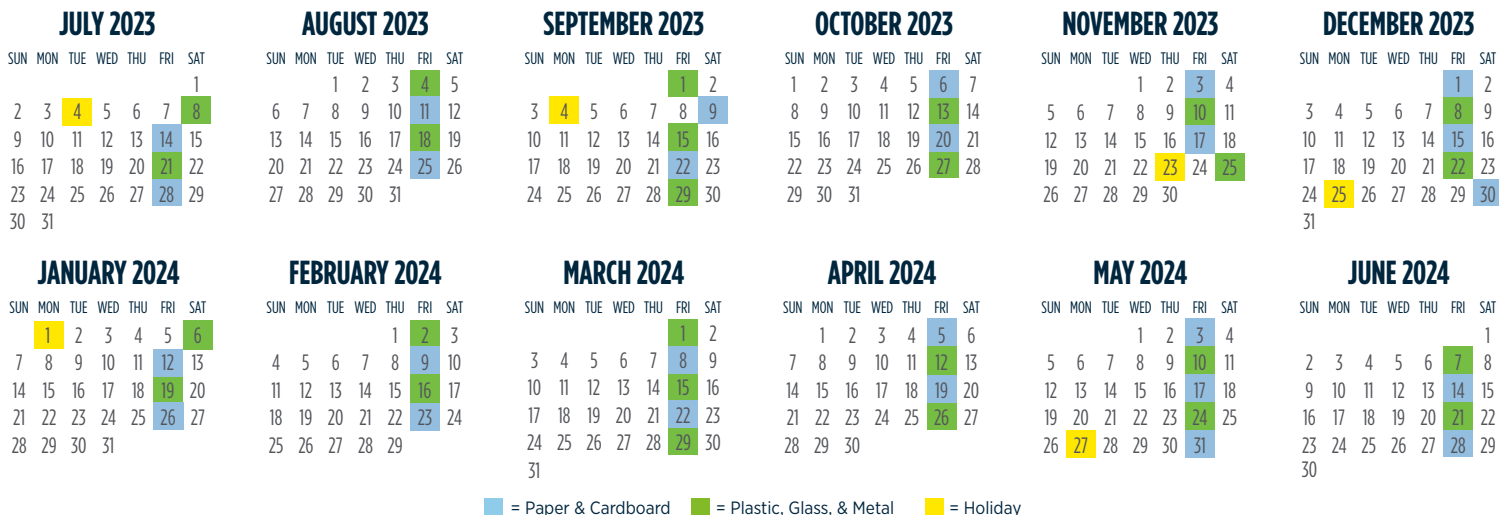 JULY 2023
SUN MON TUE WED THU FRI SAT
1
2 3 4 5 6 7 8
9 10 11 12 13 14 15
16 17 18 19 20 21 22
23 24 25 26 27 28 29
30 31
AUGUST 2023
SUN MON TUE WED THU FRI SAT
1 2 3 4 5
6 7 8 9 10 11 12
13 14 15 16 17 18 19
20 21 22 23 24 25 26
27 28 29 30 31
SEPTEMBER 2023
SUN MON TUE WED THU FRI SAT
1 2
3 4 5 6 7 8 9
10 11 12 13 14 15 16
17 18 19 20 21 22 23
24 25 26 27 28 29 30
OCTOBER 2023
SUN MON TUE WED THU FRI SAT
1 2 3 4 5 6 7
8 9 10 11 12 13 14
15 16 17 18 19 20 21
22 23 24 25 26 27 28
29 30 31
NOVEMBER 2023
SUN MON TUE WED THU FRI SAT
1 2 3 4
5 6 7 8 9 10 11
12 13 14 15 16 17 18
19 20 21 22 23 24 25
26 27 28 29 30
DECEMBER 2023
SUN MON TUE WED THU FRI SAT
1 2
3 4 5 6 7 8 9
10 11 12 13 14 15 16
17 18 19 20 21 22 23
24 25 26 27 28 29 30
31
JANUARY 2024
SUN MON TUE WED THU FRI SAT
1 2 3 4 5 6
7 8 9 10 11 12 13
14 15 16 17 18 19 20
21 22 23 24 25 26 27
28 29 30 31
FEBRUARY 2024
SUN MON TUE WED THU FRI SAT
1 2 3
4 5 6 7 8 9 10
11 12 13 14 15 16 17
18 19 20 21 22 23 24
25 26 27 28 29
MARCH 2024
SUN MON TUE WED THU FRI SAT
1 2
3 4 5 6 7 8 9
10 11 12 13 14 15 16
17 18 19 20 21 22 23
24 25 26 27 28 29 30
31
APRIL 2024
SUN MON TUE WED THU FRI SAT
1 2 3 4 5 6
7 8 9 10 11 12 13
14 15 16 17 18 19 20
21 22 23 24 25 26 27
28 29 30
MAY 2024
SUN MON TUE WED THU FRI SAT
1 2 3 4
5 6 7 8 9 10 11
12 13 14 15 16 17 18
19 20 21 22 23 24 25
26 27 28 29 30 31
JUNE 2024
SUN MON TUE WED THU FRI SAT
1
2 3 4 5 6 7 8
9 10 11 12 13 14 15
16 17 18 19 20 21 22
23 24 25 26 27 28 29
30
= Paper & Cardboard = Plastic, Glass, & Metal = Holiday